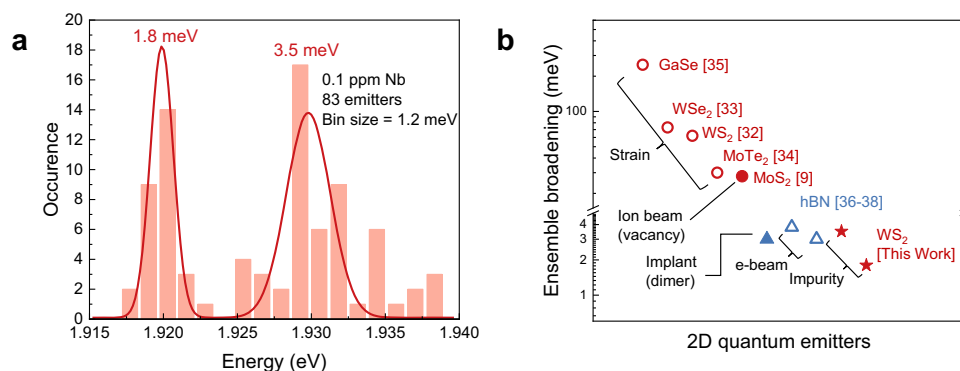 a
20
18
16
14
12
10
8
6
4
2
0
Occurence
1.8 meV
3.5 meV
0.1 ppm Nb
83 emitters
Bin size = 1.2 meV
1.915
1.920
1.925
1.930
1.935
1.940
Energy (eV)
b
Ensemble broadening (meV)
100
4
3
2
1
GaSe [35]
WSe₂ [33]
WS₂ [32]
Strain
MoTe₂ [34]
MoS₂ [9]
Ion beam
(vacancy)
hBN [36-38]
Implant
(dimer)
e-beam
Impurity
WS₂
[This Work]
2D quantum emitters